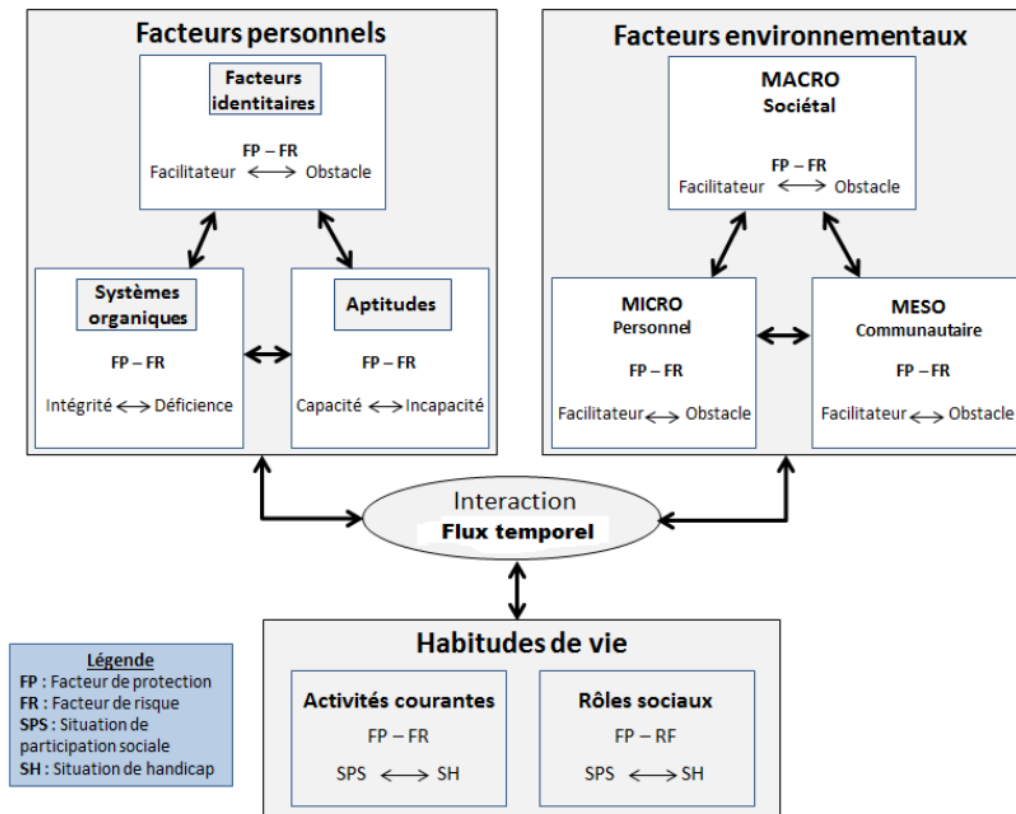 Facteurs personnels
Facteurs
identitaires
FP – FR
Facilitateur Obstacle
Systèmes
organiques
FP – FR
Intégrité Déficience
Aptitudes
FP – FR
Capacité Incapacité
Facteurs environnementaux
MACRO
Sociétal
FP – FR
Facilitateur Obstacle
MICRO
Personnel
FP – FR
Facilitateur Obstacle
MESO
Communautaire
FP – FR
Facilitateur Obstacle
Interaction
Flux temporel
Habitudes de vie
Activités courantes
FP – FR
SPS SH
Rôles sociaux
FP – RF
SPS SH
Légende
FP : Facteur de protection
FR : Facteur de risque
SPS : Situation de
participation sociale
SH : Situation de handicap